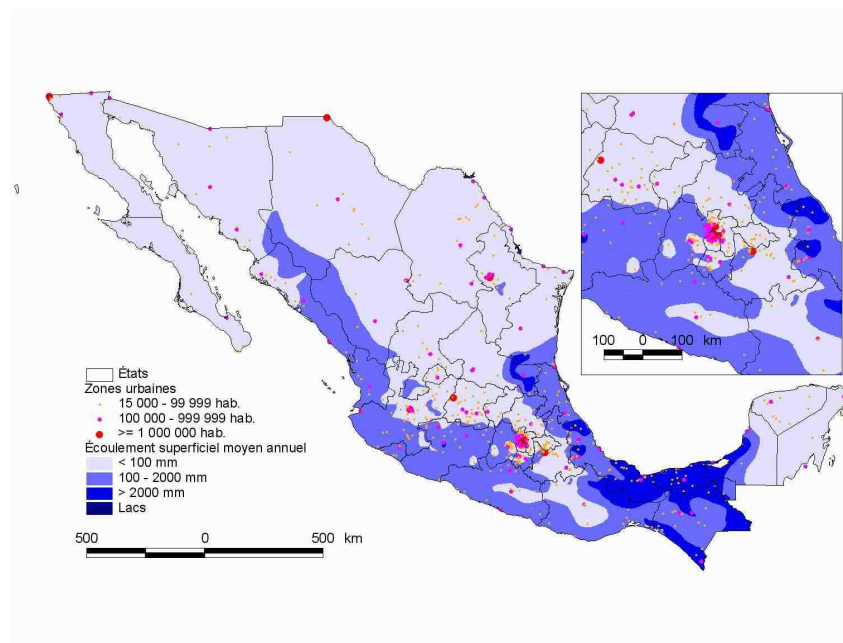 100 0 100 km
États
Zones urbaines
15 000 - 99 999 hab.
100 000 - 999 999 hab.
>= 1 000 000 hab.
Écoulement superficiel moyen annuel
< 100 mm
100 - 2000 mm
> 2000 mm
Lacs
500 0 500 km